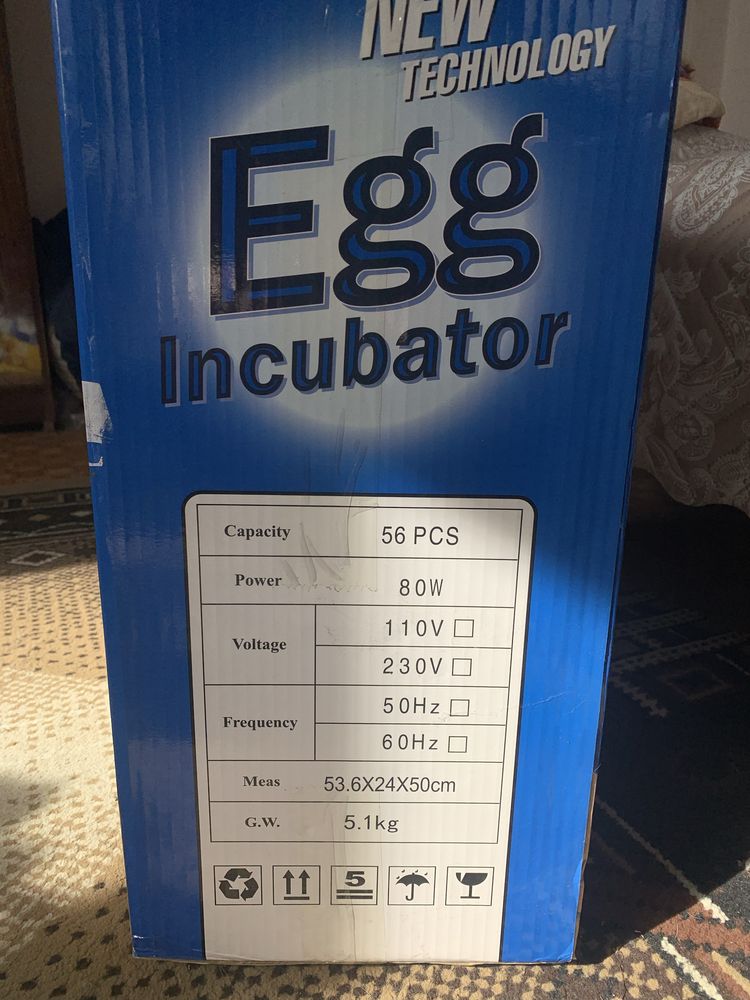 NEW
TECHNOLOGY
Egg
Incubator
Capacity 56 PCS
Power 80W
Voltage 110V
230V
Frequency 50Hz
60Hz
Meas 53.6X24X50cm
G.W. 5.1kg
5